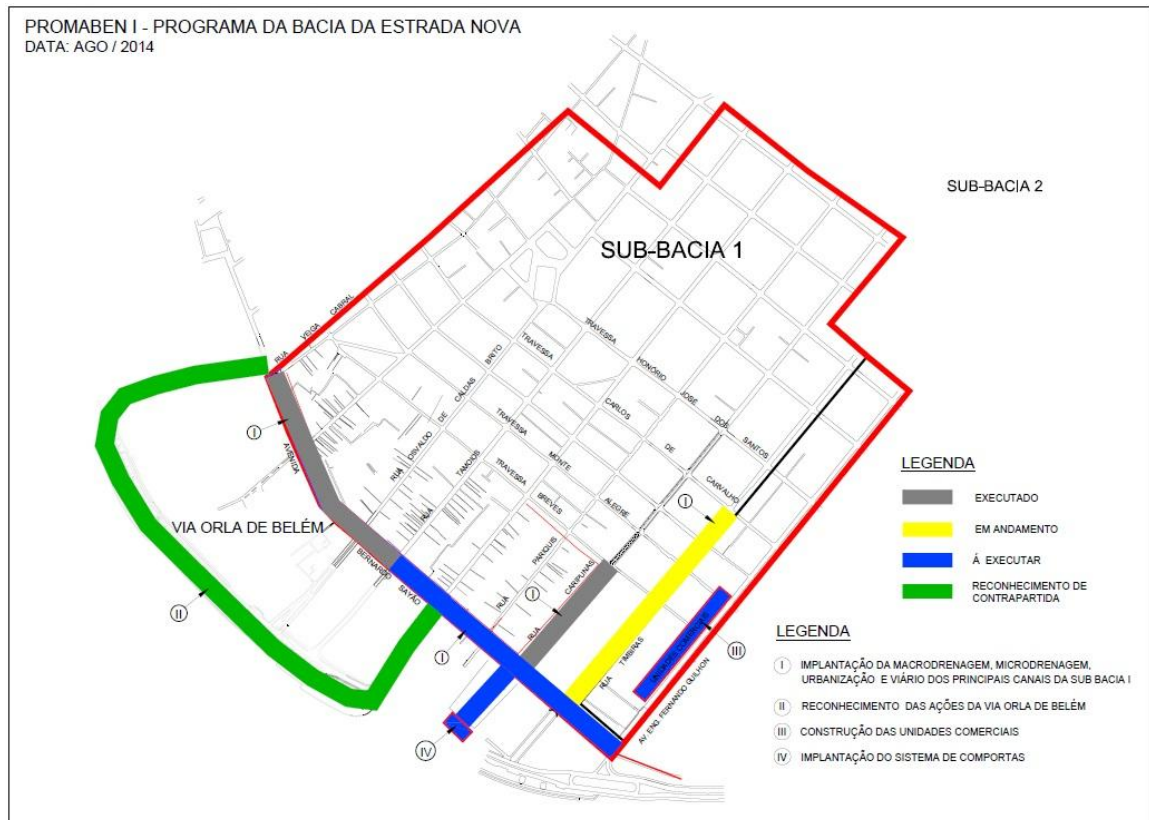 PROMABEN I - PROGRAMA DA BACIA DA ESTRADA NOVA
DATA: AGO / 2014
SUB-BACIA 2
SUB-BACIA 1
RUA VEIGA CABRAL
TRAVESSA HONÓRIO JOSÉ DOS SANTOS
TRAVESSA CARLOS DE CARVALHO
RUA OSVALDO DE CALDAS BRITO
TRAVESSA MONTE ALEGRE
RUA TAMOIOS
TRAVESSA BREVES
RUA PARIQUIS
RUA CARIPUNAS
RUA TIMBIRAS
UNIDADES COMERCIAIS
AV. ENG. FERNANDO GUILHON
AVENIDA BERNARDO SAYÃO
VIA ORLA DE BELÉM
I
I
I
I
II
III
IV
LEGENDA
EXECUTADO
EM ANDAMENTO
Á EXECUTAR
RECONHECIMENTO DE
CONTRAPARTIDA
LEGENDA
I IMPLANTAÇÃO DA MACRODRENAGEM, MICRODRENAGEM,
URBANIZAÇÃO E VIÁRIO DOS PRINCIPAIS CANAIS DA SUB BACIA I
II RECONHECIMENTO DAS AÇÕES DA VIA ORLA DE BELÉM
III CONSTRUÇÃO DAS UNIDADES COMERCIAIS
IV IMPLANTAÇÃO DO SISTEMA DE COMPORTAS